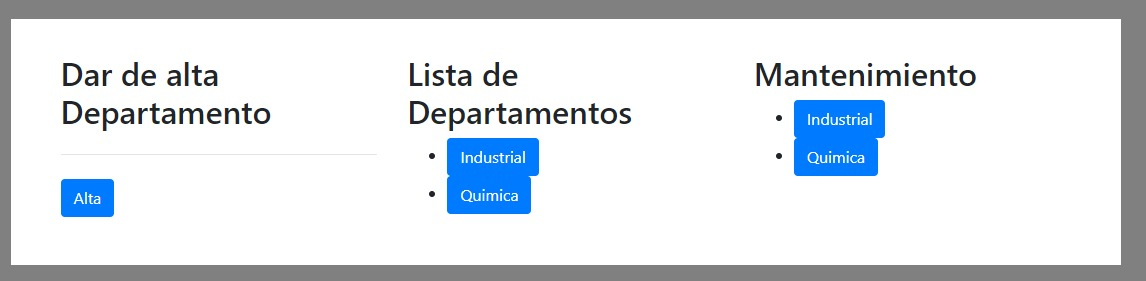 Dar de alta
Departamento
Alta
Lista de
Departamentos
Industrial
Quimica
Mantenimiento
Industrial
Quimica